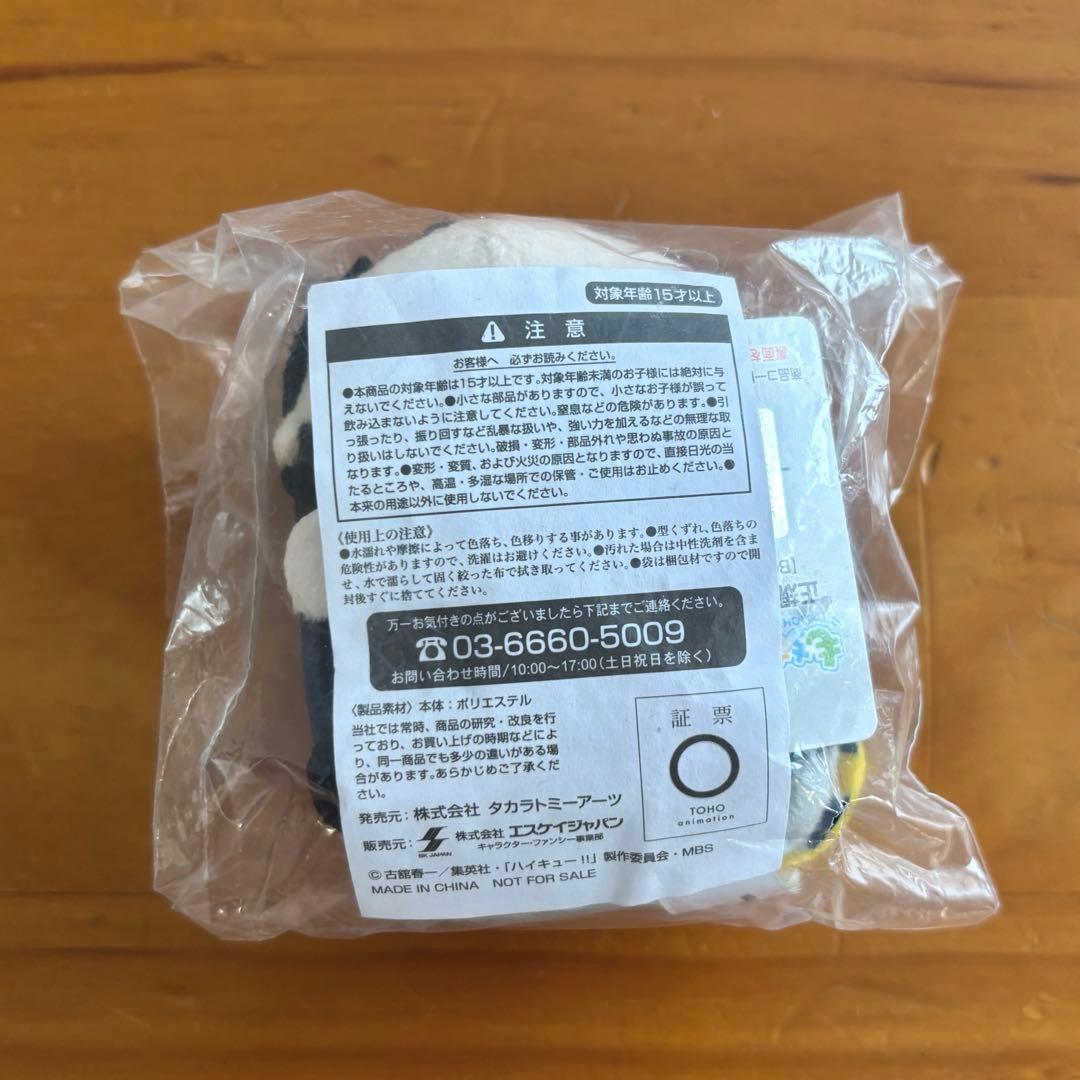 対象年齢15才以上
注意
お客様へ 必ずお読みください。
●本商品の対象年齢は15才以上です。対象年齢未満のお子様には絶対に与
えないでください。●小さな部品がありますので、小さなお子様が誤って
飲み込まないように注意してください。窒息などの危険があります。●引
っ張ったり、振り回すなど乱暴な扱いや、強い力を加えるなどの無理な取
り扱いはしないでください。破損・変形・部品外れや思わぬ事故の原因と
なります。●変形・変質、および火災の原因となりますので、直接日光の当
たるところや、高温・多湿な場所での保管・ご使用はお止めください。●
本来の用途以外に使用しないでください。
《使用上の注意》
●水濡れや摩擦によって色落ち、色移りする事があります。●型くずれ、色落ちの
危険性がありますので、洗濯はお避けください。●汚れた場合は中性洗剤を含ま
せ、水で濡らして固く絞った布で拭き取ってください。●袋は梱包材ですので開
封後すぐに捨ててください。
万一お気付きの点がございましたら下記までご連絡ください。
☎03-6660-5009
お問い合わせ時間/10:00〜17:00(土日祝日を除く)
〈製品素材〉本体:ポリエステル
当社では常時、商品の研究・改良を行
っており、お買い上げの時期などによ
り、同一商品でも多少の違いがある場
合があります。あらかじめご了承くだ
さい。
証票
TOHO
animation
発売元:株式会社 タカラトミーアーツ
販売元:SK JAPAN 株式会社 エスケイジャパン
キャラクター・ファンシー事業部
©古舘春一/集英社・「ハイキュー!!」製作委員会・MBS
MADE IN CHINA NOT FOR SALE
商品コー
裏面を